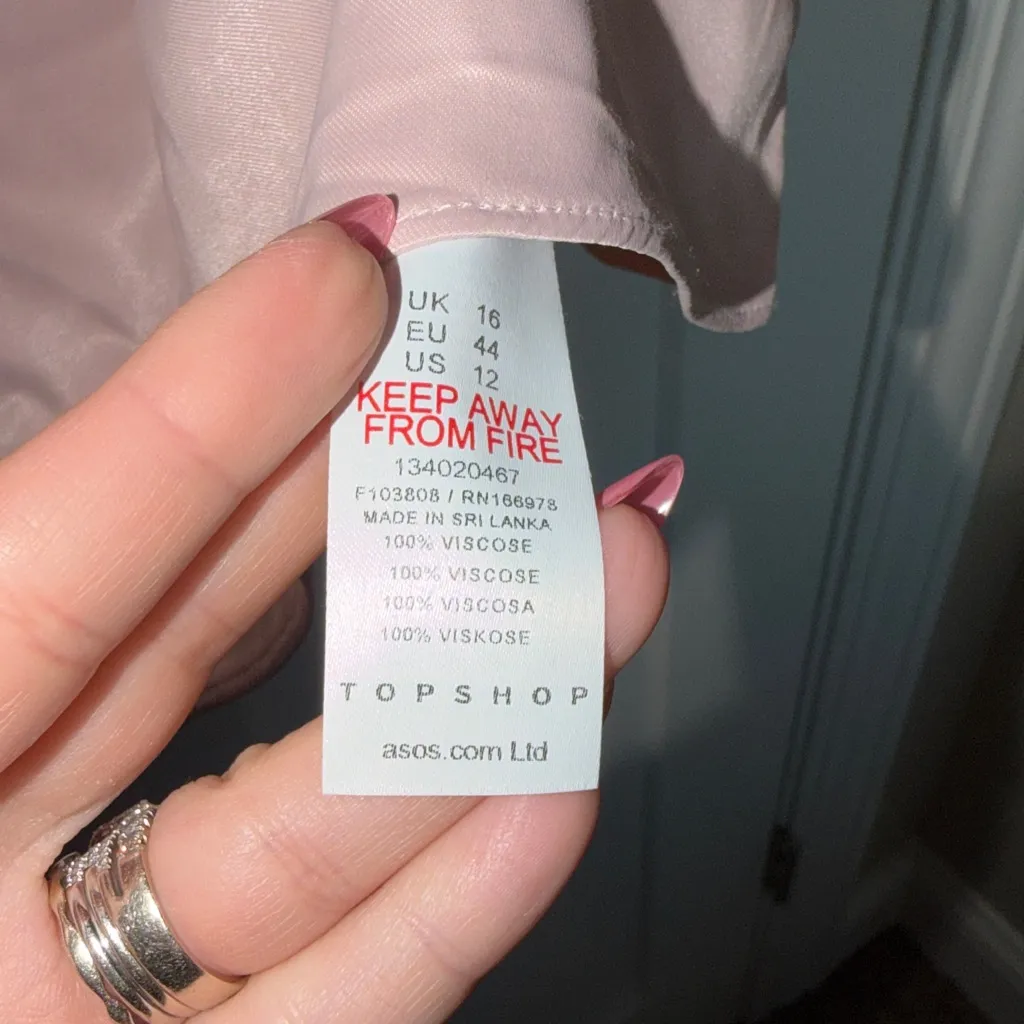 UK 16
EU 44
US 12
KEEP AWAY
FROM FIRE
134020467
F103808 / RN166978
MADE IN SRI LANKA
100% VISCOSE
100% VISCOSE
100% VISCOSA
100% VISKOSE
TOPSHOP
asos.com Ltd